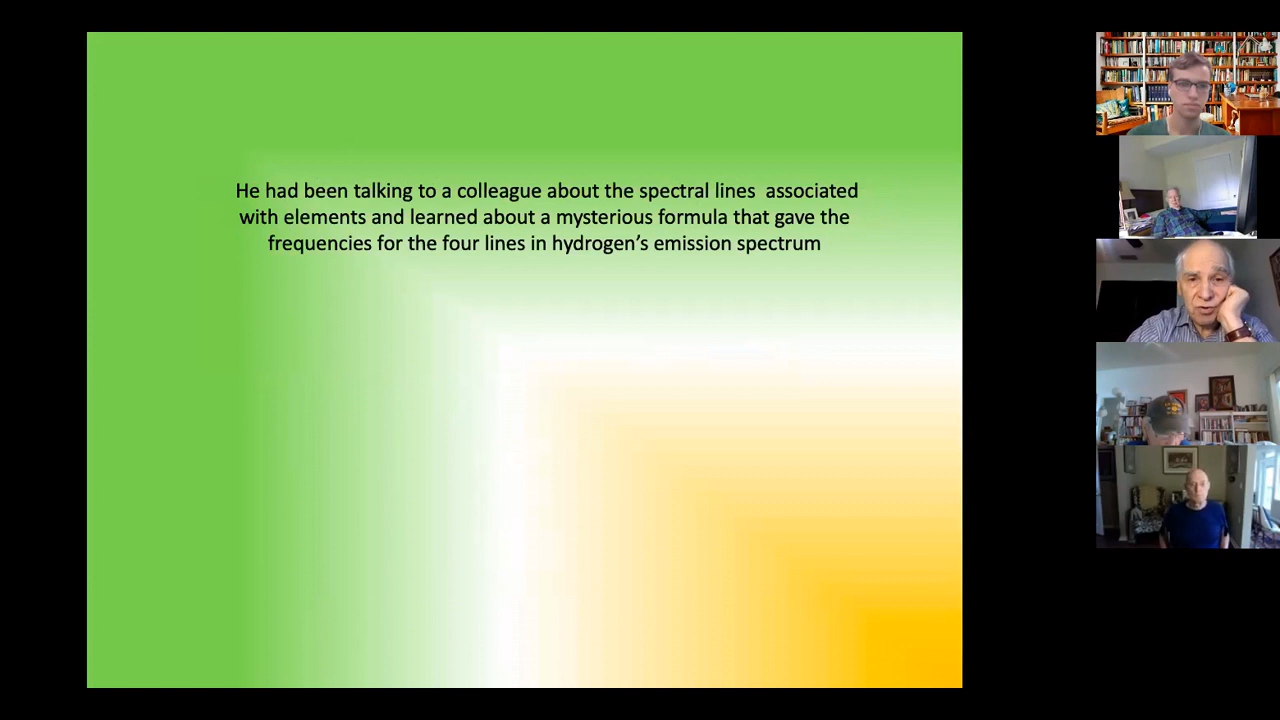 He had been talking to a colleague about the spectral lines  associated
with elements and learned about a mysterious formula that gave the
frequencies for the four lines in hydrogen’s emission spectrum